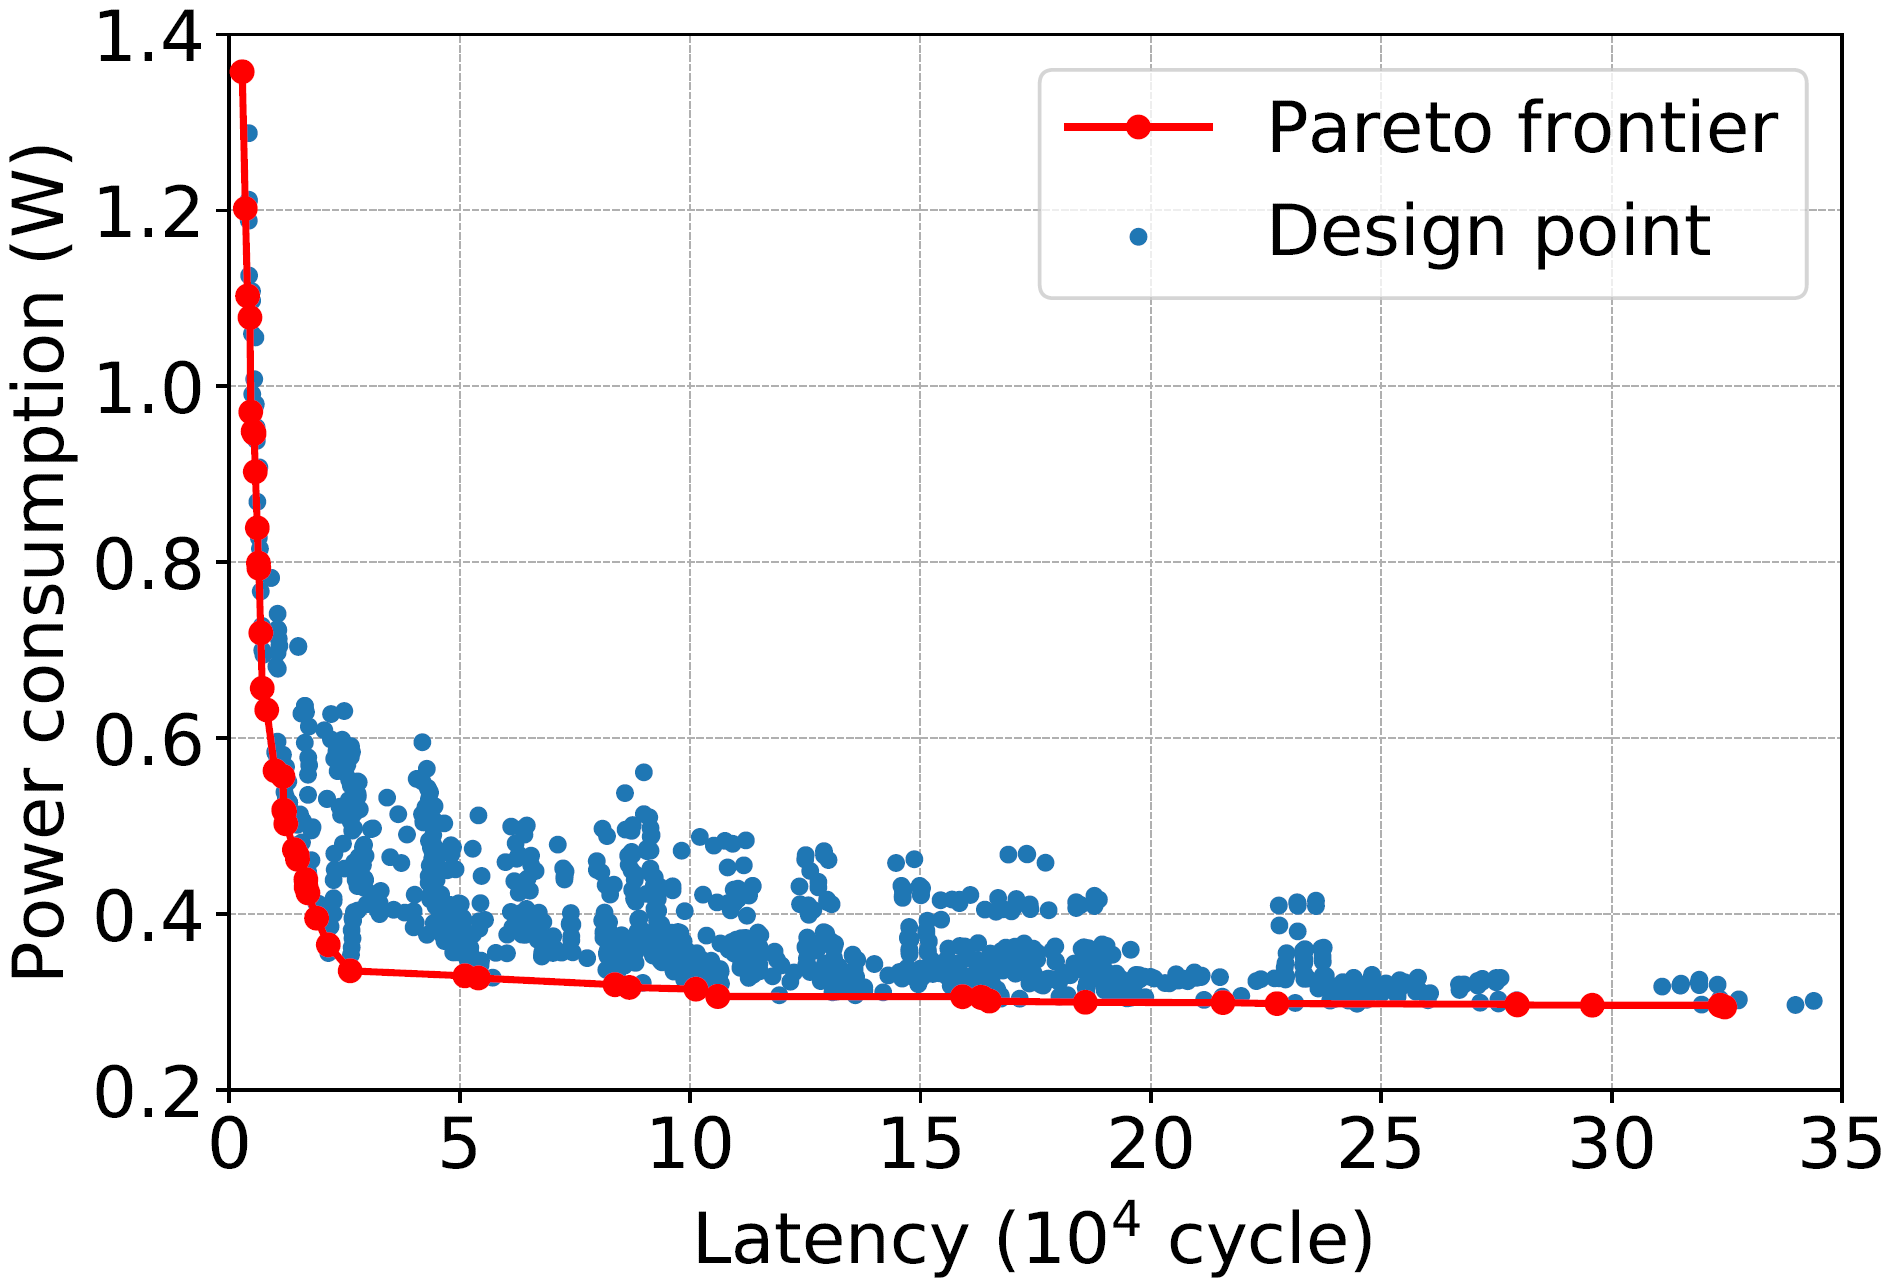 Power consumption (W)
1.4
1.2
1.0
0.8
0.6
0.4
0.2
Pareto frontier
Design point
0 5 10 15 20 25 30 35
Latency (10⁴ cycle)